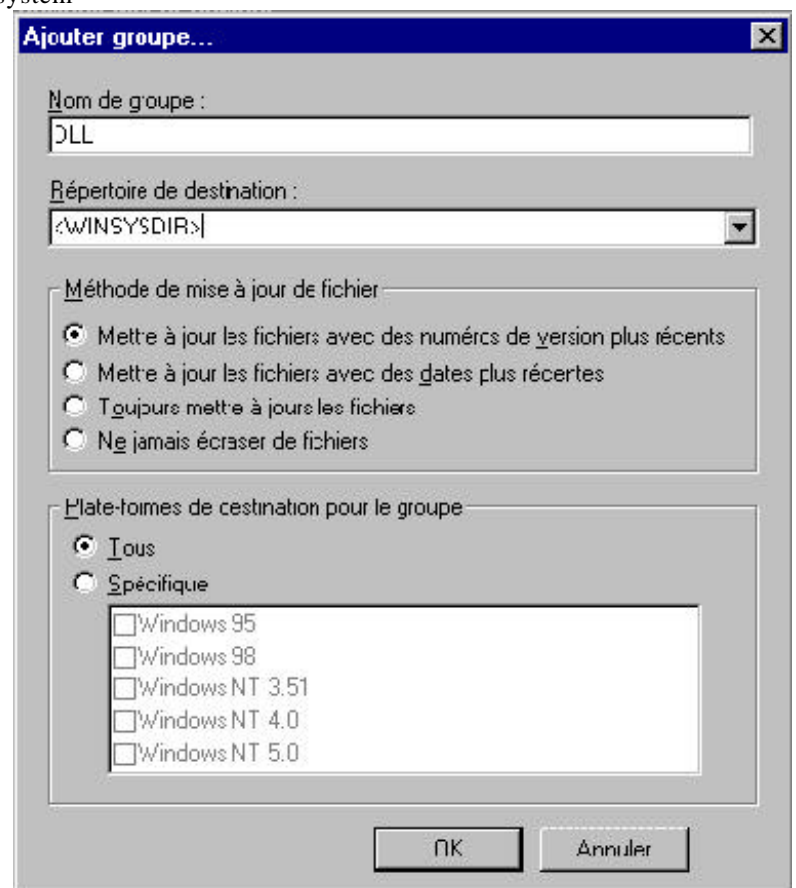 system
Ajouter groupe...
Nom de groupe :
DLL
Répertoire de destination :
<WINSYSDIR>
Méthode de mise à jour de fichier
Mettre à jour les fichiers avec des numéros de version plus récents
Mettre à jour les fichiers avec des dates plus récentes
Toujours mettre à jours les fichiers
Ne jamais écraser de fichiers
Plate-formes de destination pour le groupe
Tous
Spécifique
Windows 95
Windows 98
Windows NT 3.51
Windows NT 4.0
Windows NT 5.0
OK
Annuler